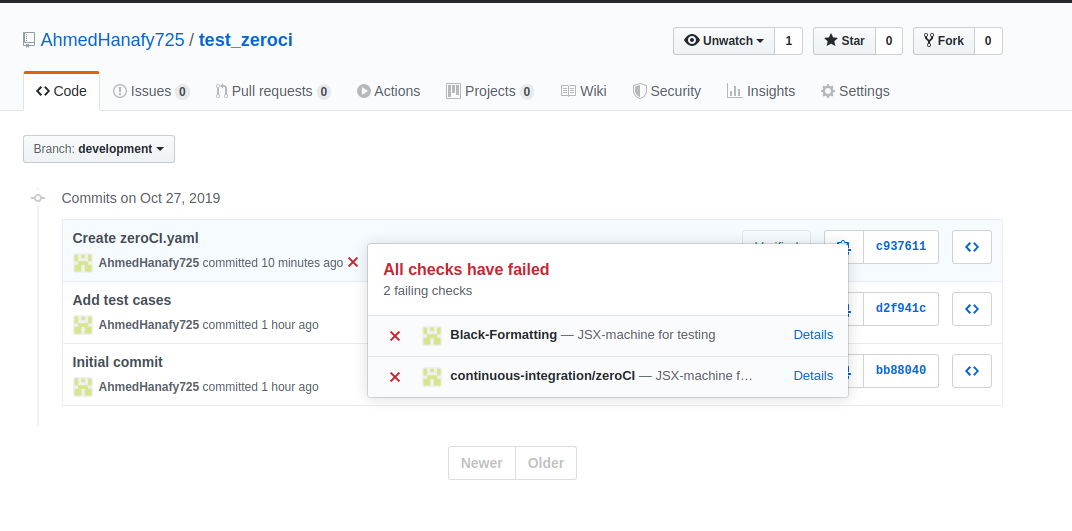 AhmedHanafy725 / test_zeroci
Unwatch 1 Star 0 Fork 0
Code Issues 0 Pull requests 0 Actions Projects 0 Wiki Security Insights Settings
Branch: development
Commits on Oct 27, 2019
Create zeroCI.yaml
c937611
AhmedHanafy725 committed 10 minutes ago
All checks have failed
2 failing checks
Add test cases
d2f941c
AhmedHanafy725 committed 1 hour ago
Black-Formatting — JSX-machine for testing Details
Initial commit
bb88040
AhmedHanafy725 committed 1 hour ago
continuous-integration/zeroCI — JSX-machine f… Details
Newer Older